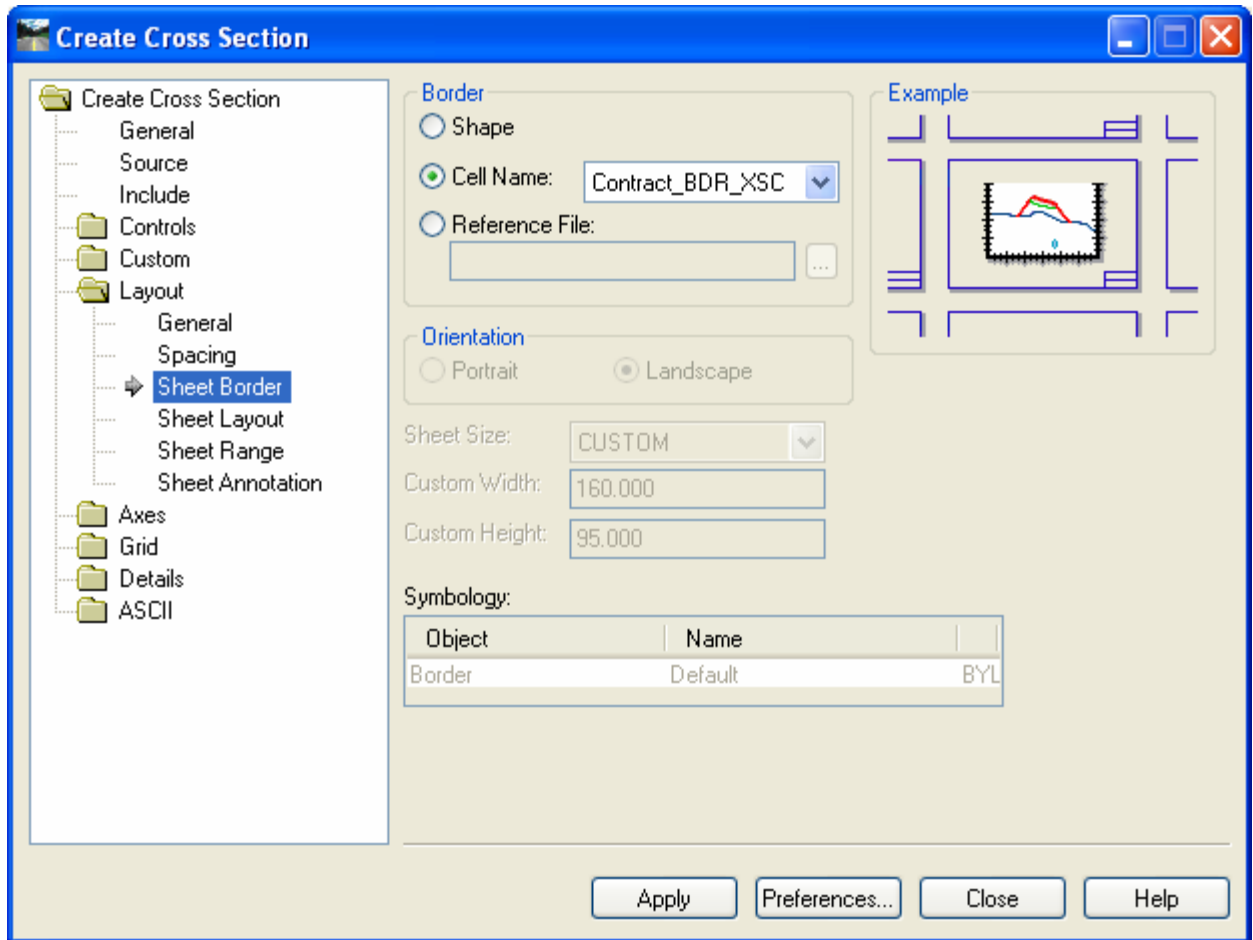 Create Cross Section
Create Cross Section
General
Source
Include
Controls
Custom
Layout
General
Spacing
Sheet Border
Sheet Layout
Sheet Range
Sheet Annotation
Axes
Grid
Details
ASCII
Border
Shape
Cell Name: Contract_BDR_XSC
Reference File:
...
Orientation
Portrait Landscape
Sheet Size: CUSTOM
Custom Width: 160.000
Custom Height: 95.000
Symbology:
Object Name
Border Default BYL
Example
Apply Preferences... Close Help